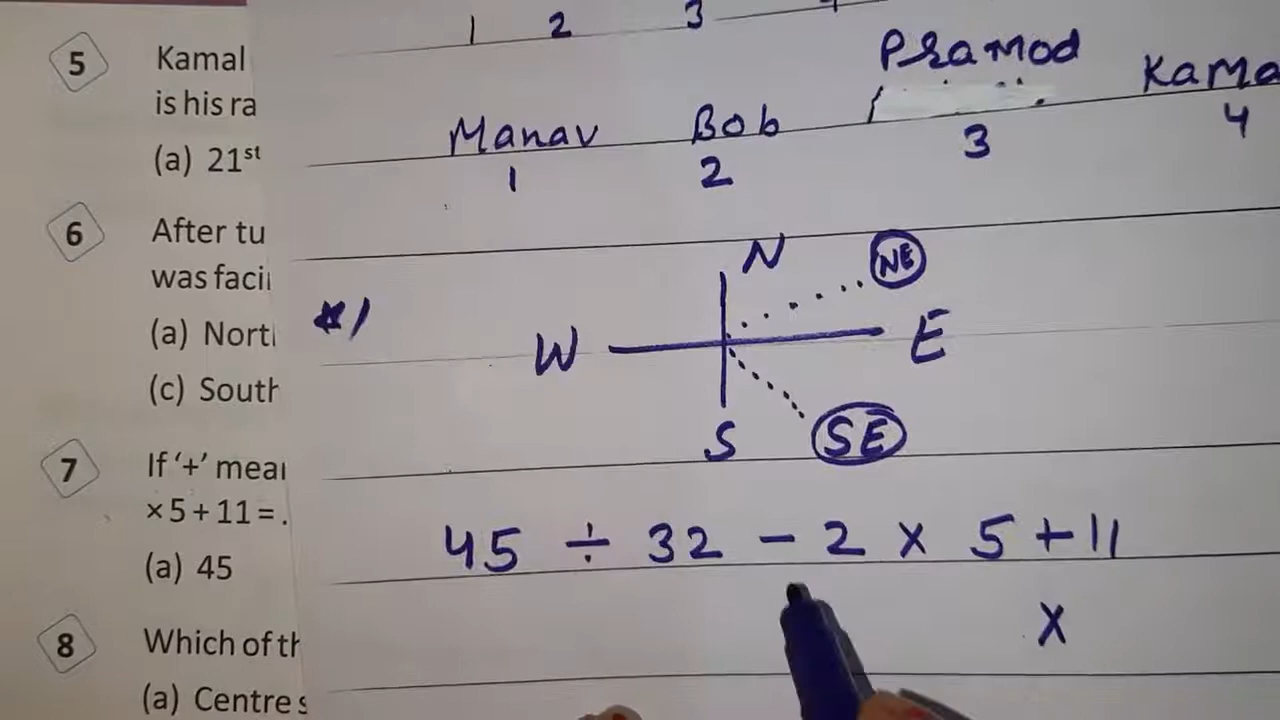 1 2 3
Pramod
5 Kamal
is his ra
(a) 21st
Manav Bob Kama
1 2 3 4
6 After tu
was faci
(a) Nort
(c) South
N NE
W E
S SE
7 If ‘+’ mea
×5+11=.
(a) 45
45 ÷ 32 - 2 × 5 + 11
×
8 Which of th
(a) Centre s